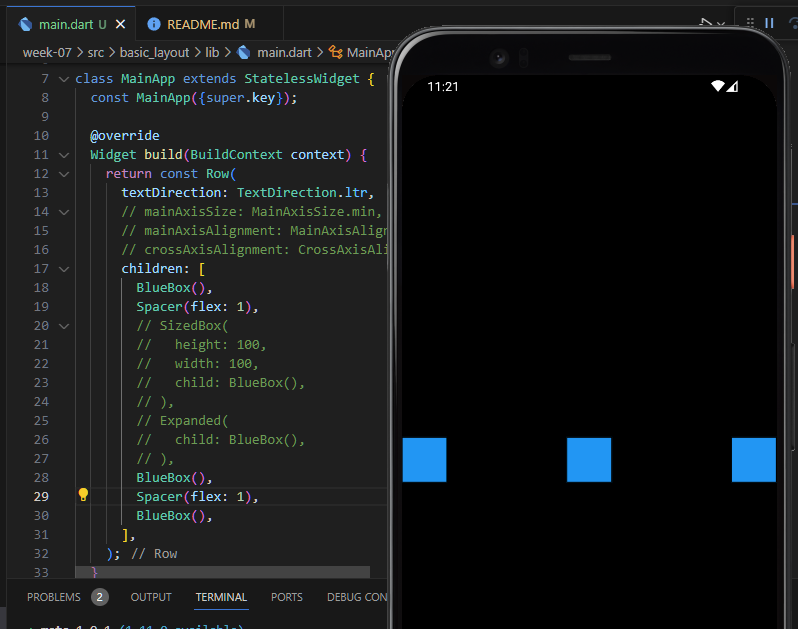 main.dart U
README.md M
week-07 > src > basic_layout > lib > main.dart > MainApp
7 class MainApp extends StatelessWidget {
8 const MainApp({super.key});
9
10 @override
11 Widget build(BuildContext context) {
12 return const Row(
13 textDirection: TextDirection.ltr,
14 // mainAxisSize: MainAxisSize.min,
15 // mainAxisAlignment: MainAxisAlign
16 // crossAxisAlignment: CrossAxisAli
17 children: [
18 BlueBox(),
19 Spacer(flex: 1),
20 // SizedBox(
21 // height: 100,
22 // width: 100,
23 // child: BlueBox(),
24 // ),
25 // Expanded(
26 // child: BlueBox(),
27 // ),
28 BlueBox(),
29 Spacer(flex: 1),
30 BlueBox(),
31 ],
32 ); // Row
33 }
PROBLEMS 2 OUTPUT TERMINAL PORTS DEBUG CON
11:21